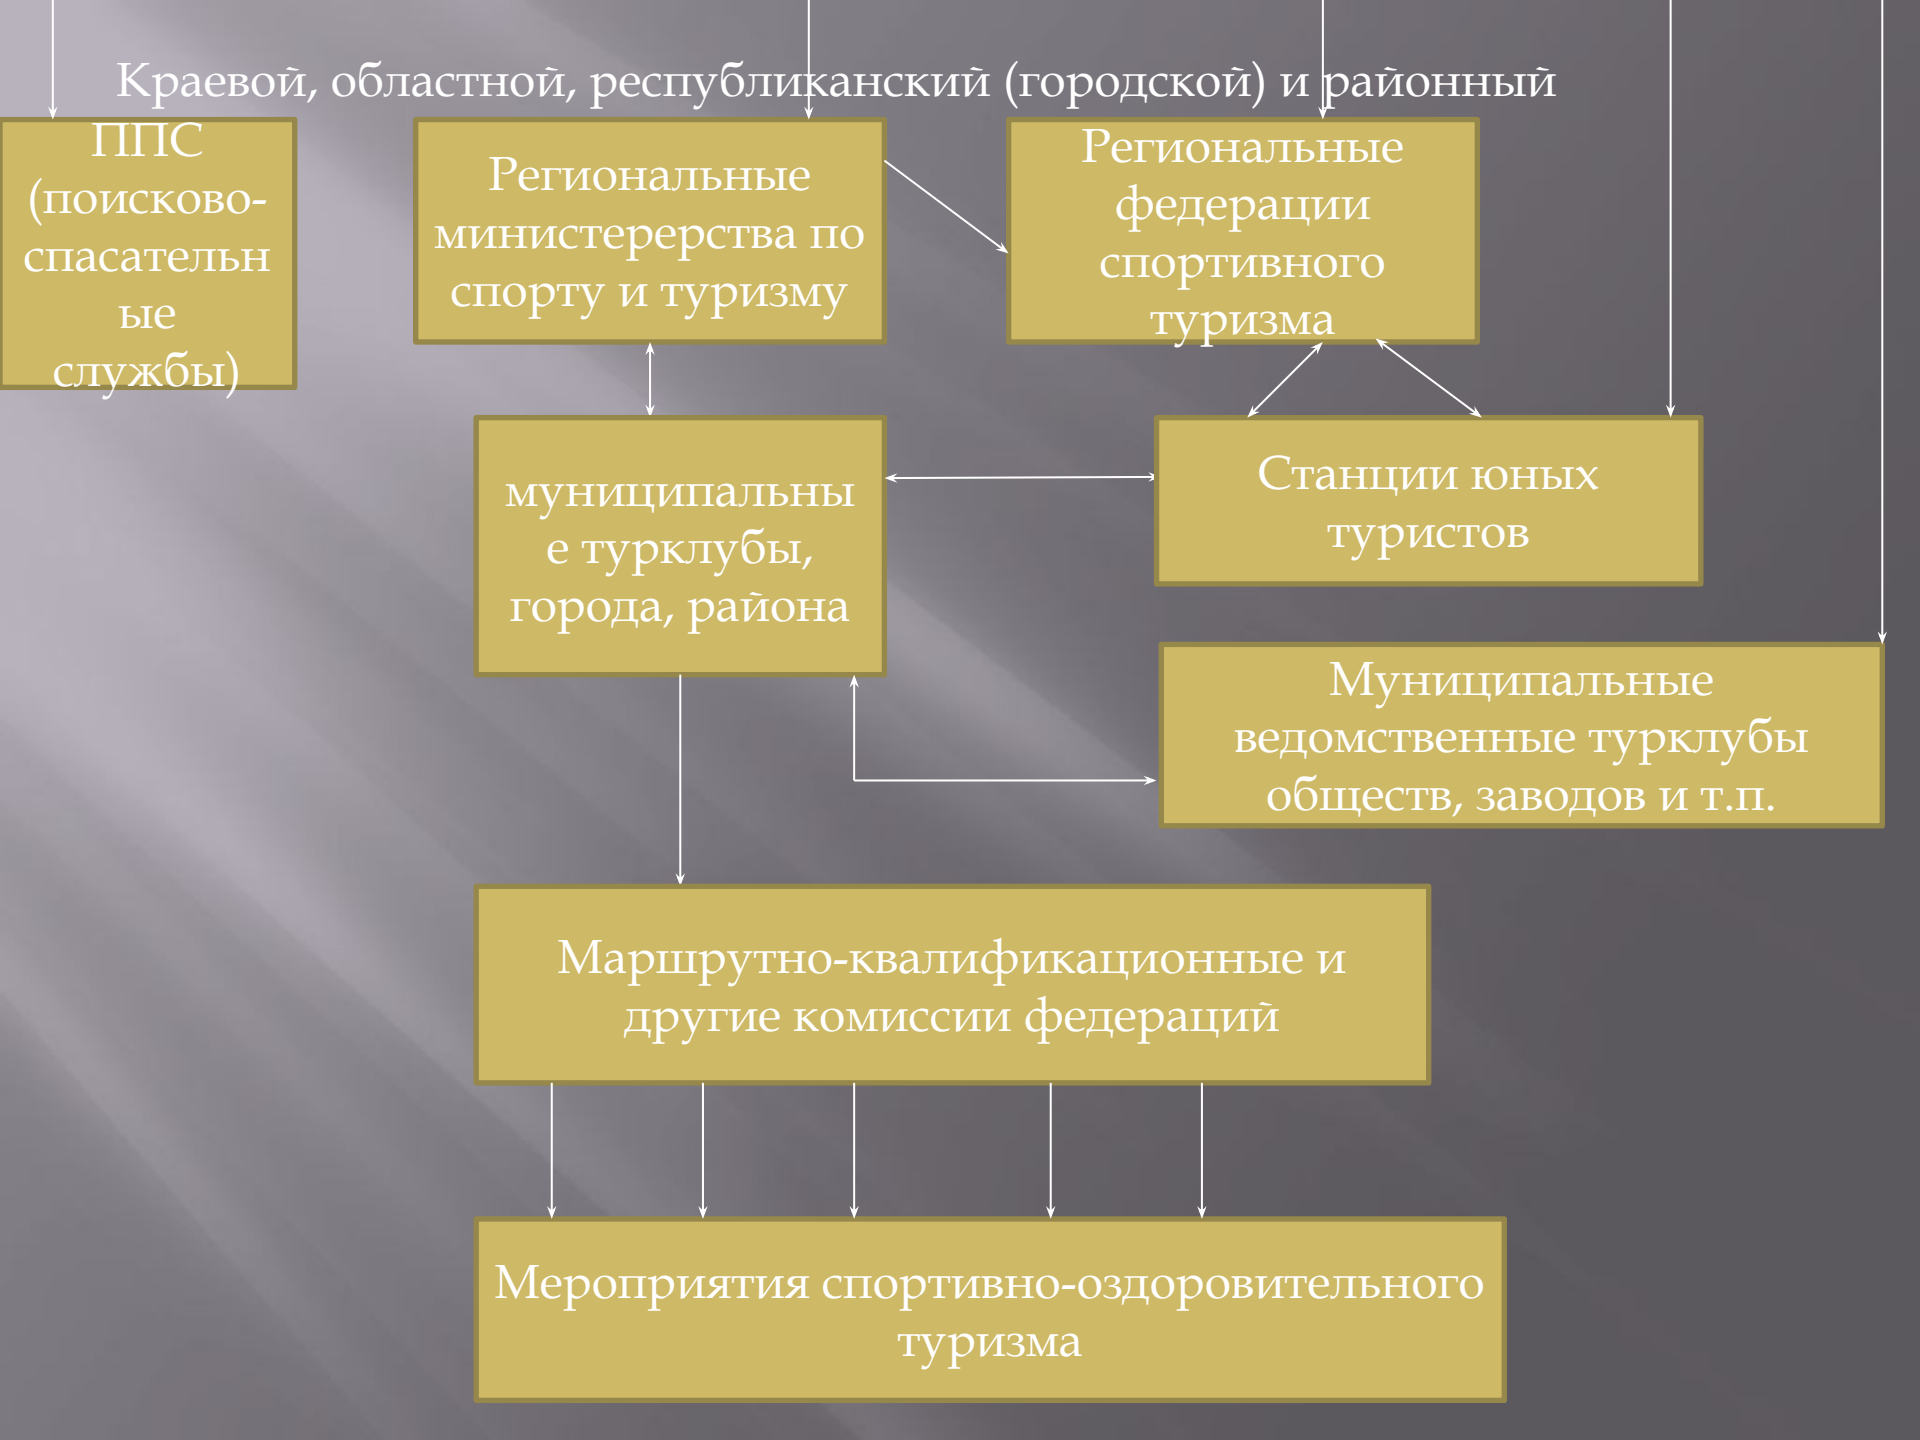 Краевой, областной, республиканский (городской) и районный
ППС
(поисково-
спасательн
ые
службы)
Региональные
министерерства по
спорту и туризму
Региональные
федерации
спортивного
туризма
муниципальны
е турклубы,
города, района
Станции юных
туристов
Муниципальные
ведомственные турклубы
обществ, заводов и т.п.
Маршрутно-квалификационные и
другие комиссии федераций
Мероприятия спортивно-оздоровительного
туризма